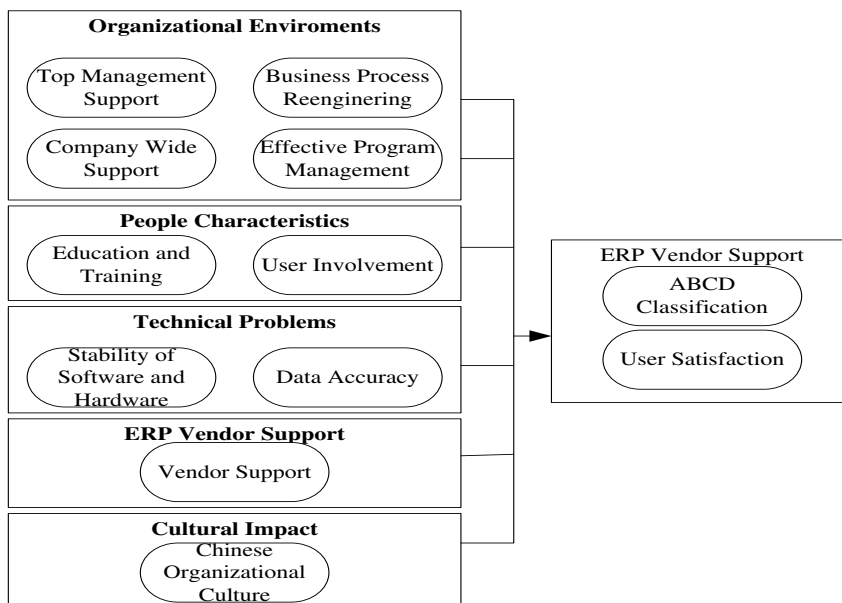 Organizational Enviroments
Top Management
Support
Business Process
Reenginering
Company Wide
Support
Effective Program
Management
People Characteristics
Education and
Training
User Involvement
Technical Problems
Stability of
Software and
Hardware
Data Accuracy
ERP Vendor Support
Vendor Support
Cultural Impact
Chinese
Organizational
Culture
ERP Vendor Support
ABCD
Classification
User Satisfaction